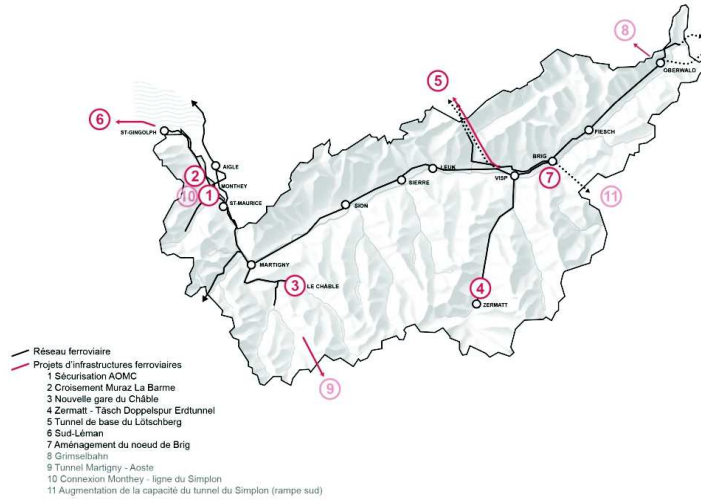 8
OBERWALD
5
6
ST-GINGOLPH
FIESCH
AIGLE
BRIG
2
MONTHEY
LEUK
VISP
7
10
1
SIERRE
11
ST-MAURICE
SION
MARTIGNY
3
LE CHÂBLE
4
ZERMATT
9
Réseau ferroviaire
Projets d'infrastructures ferroviaires
1 Sécurisation AOMC
2 Croisement Muraz La Barme
3 Nouvelle gare du Châble
4 Zermatt - Täsch Doppelspur Erdtunnel
5 Tunnel de base du Lötschberg
6 Sud-Léman
7 Aménagement du noeud de Brig
8 Grimselbahn
9 Tunnel Martigny - Aoste
10 Connexion Monthey - ligne du Simplon
11 Augmentation de la capacité du tunnel du Simplon (rampe sud)